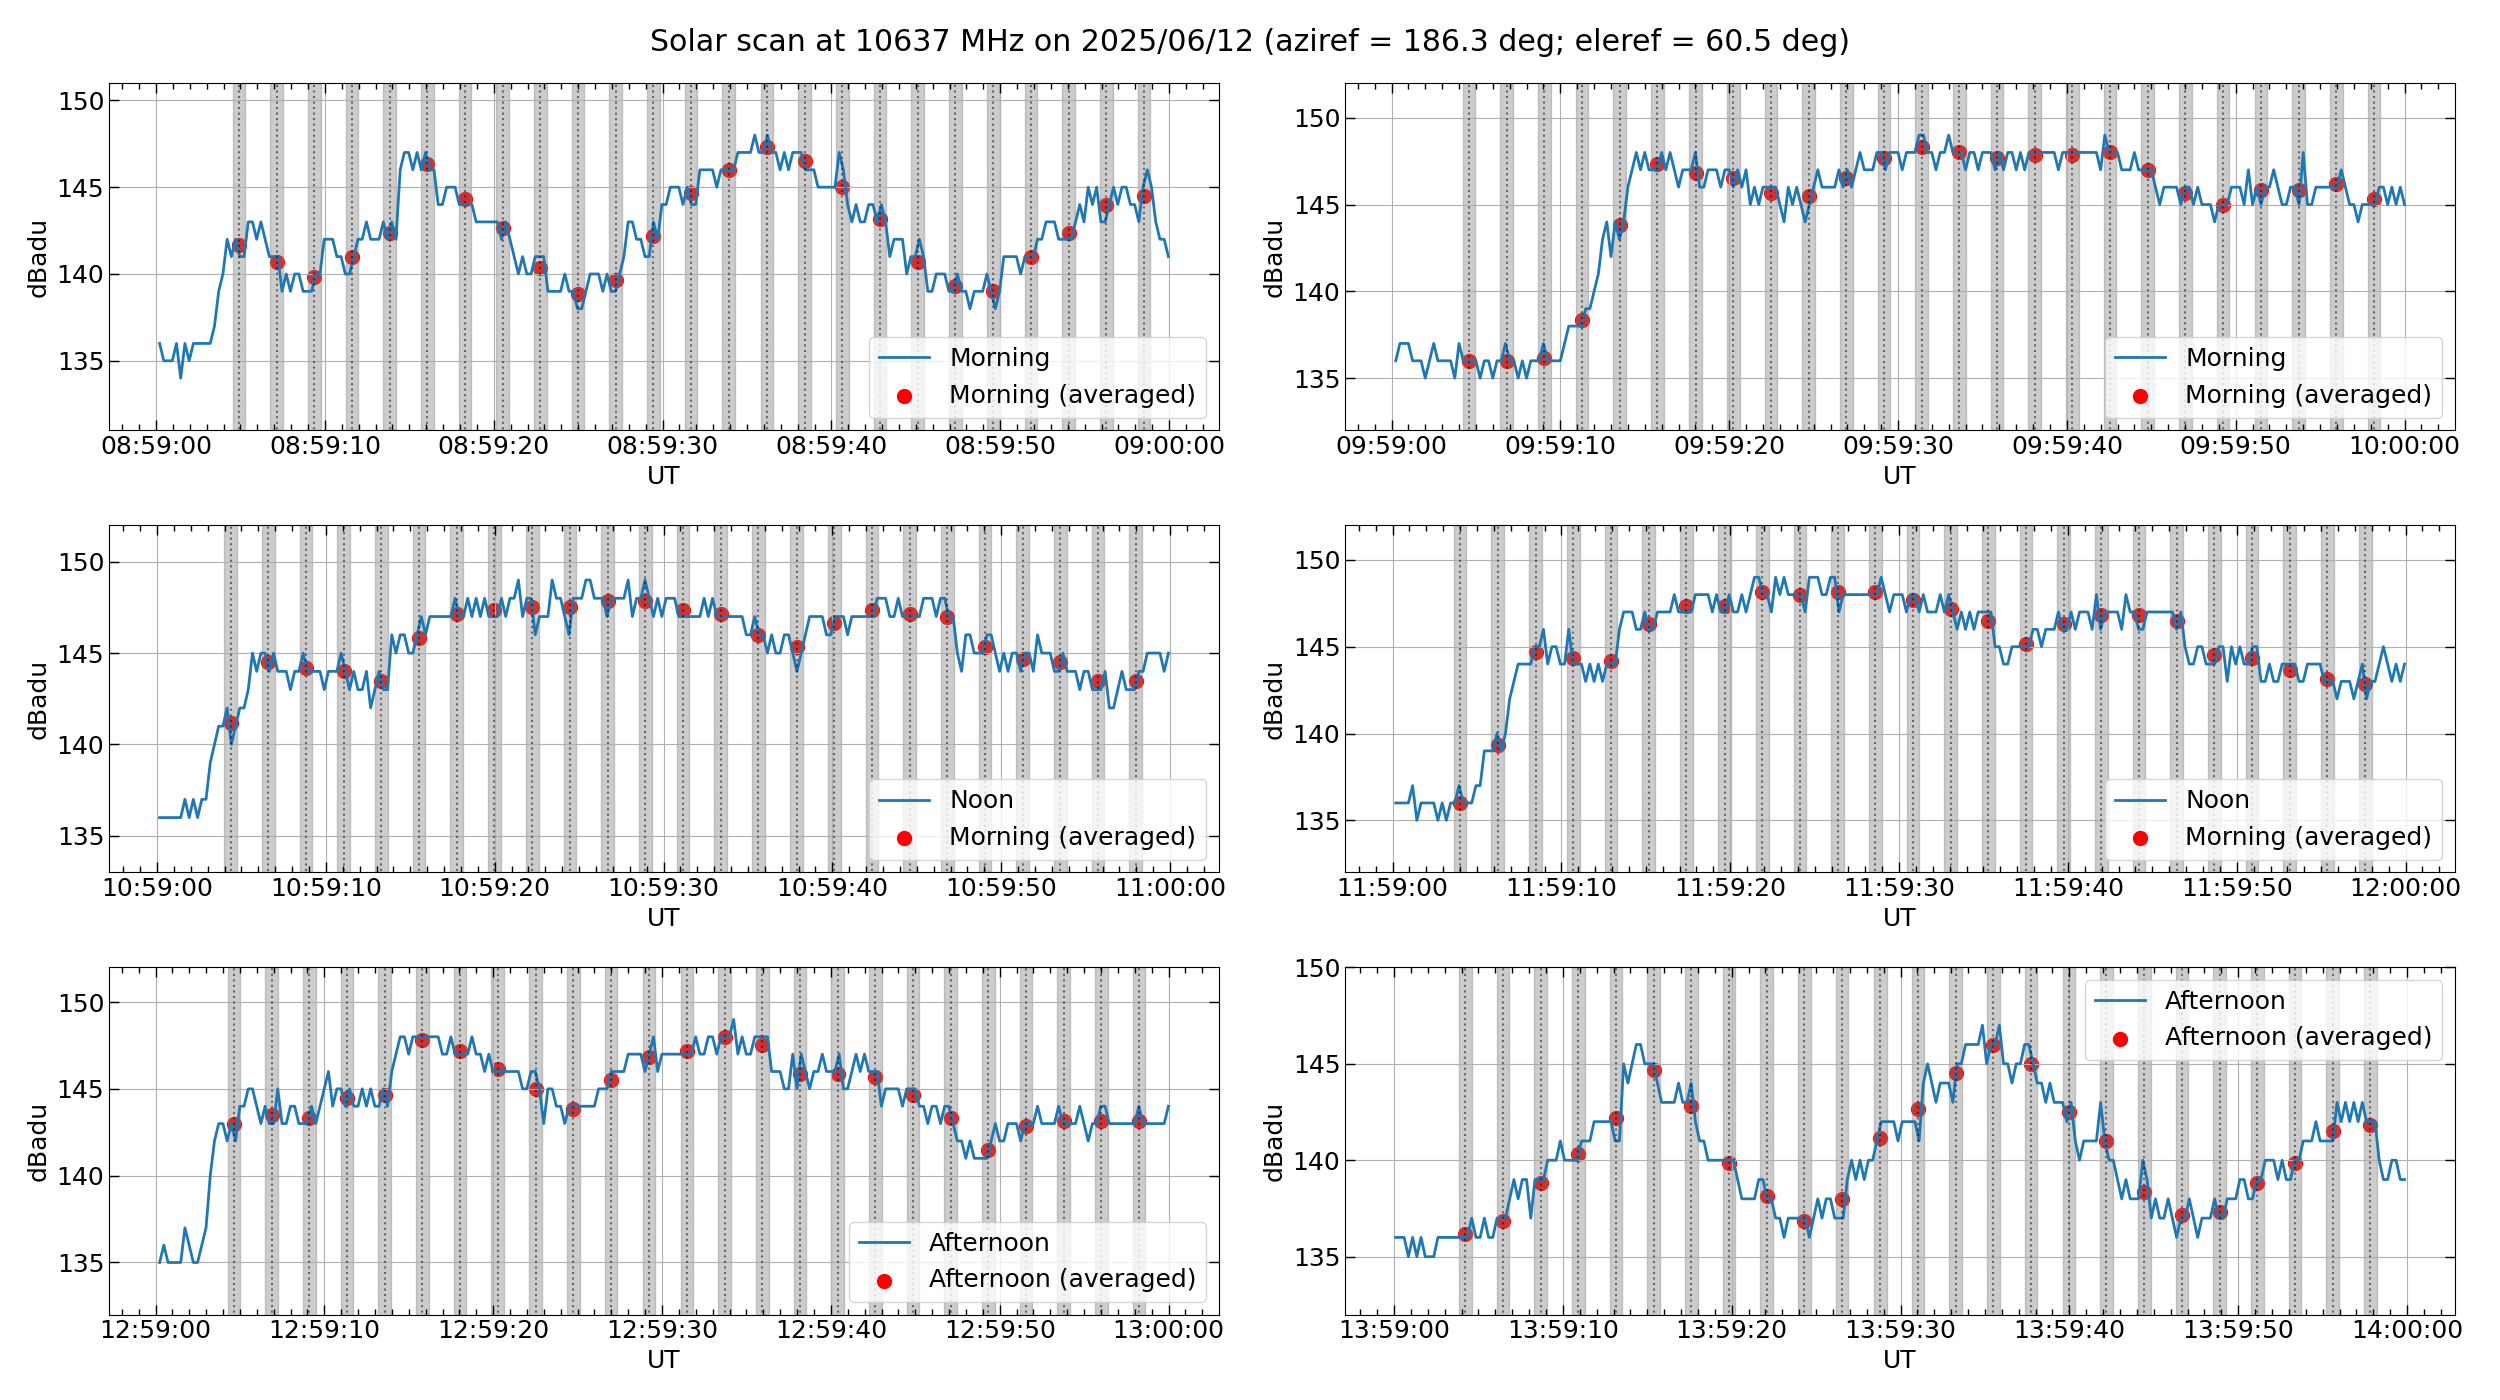 Solar scan at 10637 MHz on 2025/06/12 (aziref = 186.3 deg; eleref = 60.5 deg)
150
145
140
135
dBadu
Morning
Morning (averaged)
08:59:00 08:59:10 08:59:20 08:59:30 08:59:40 08:59:50 09:00:00
UT
150
145
140
135
dBadu
Morning
Morning (averaged)
09:59:00 09:59:10 09:59:20 09:59:30 09:59:40 09:59:50 10:00:00
UT
150
145
140
135
dBadu
Noon
Morning (averaged)
10:59:00 10:59:10 10:59:20 10:59:30 10:59:40 10:59:50 11:00:00
UT
150
145
140
135
dBadu
Noon
Morning (averaged)
11:59:00 11:59:10 11:59:20 11:59:30 11:59:40 11:59:50 12:00:00
UT
150
145
140
135
dBadu
Afternoon
Afternoon (averaged)
12:59:00 12:59:10 12:59:20 12:59:30 12:59:40 12:59:50 13:00:00
UT
150
145
140
135
dBadu
Afternoon
Afternoon (averaged)
13:59:00 13:59:10 13:59:20 13:59:30 13:59:40 13:59:50 14:00:00
UT